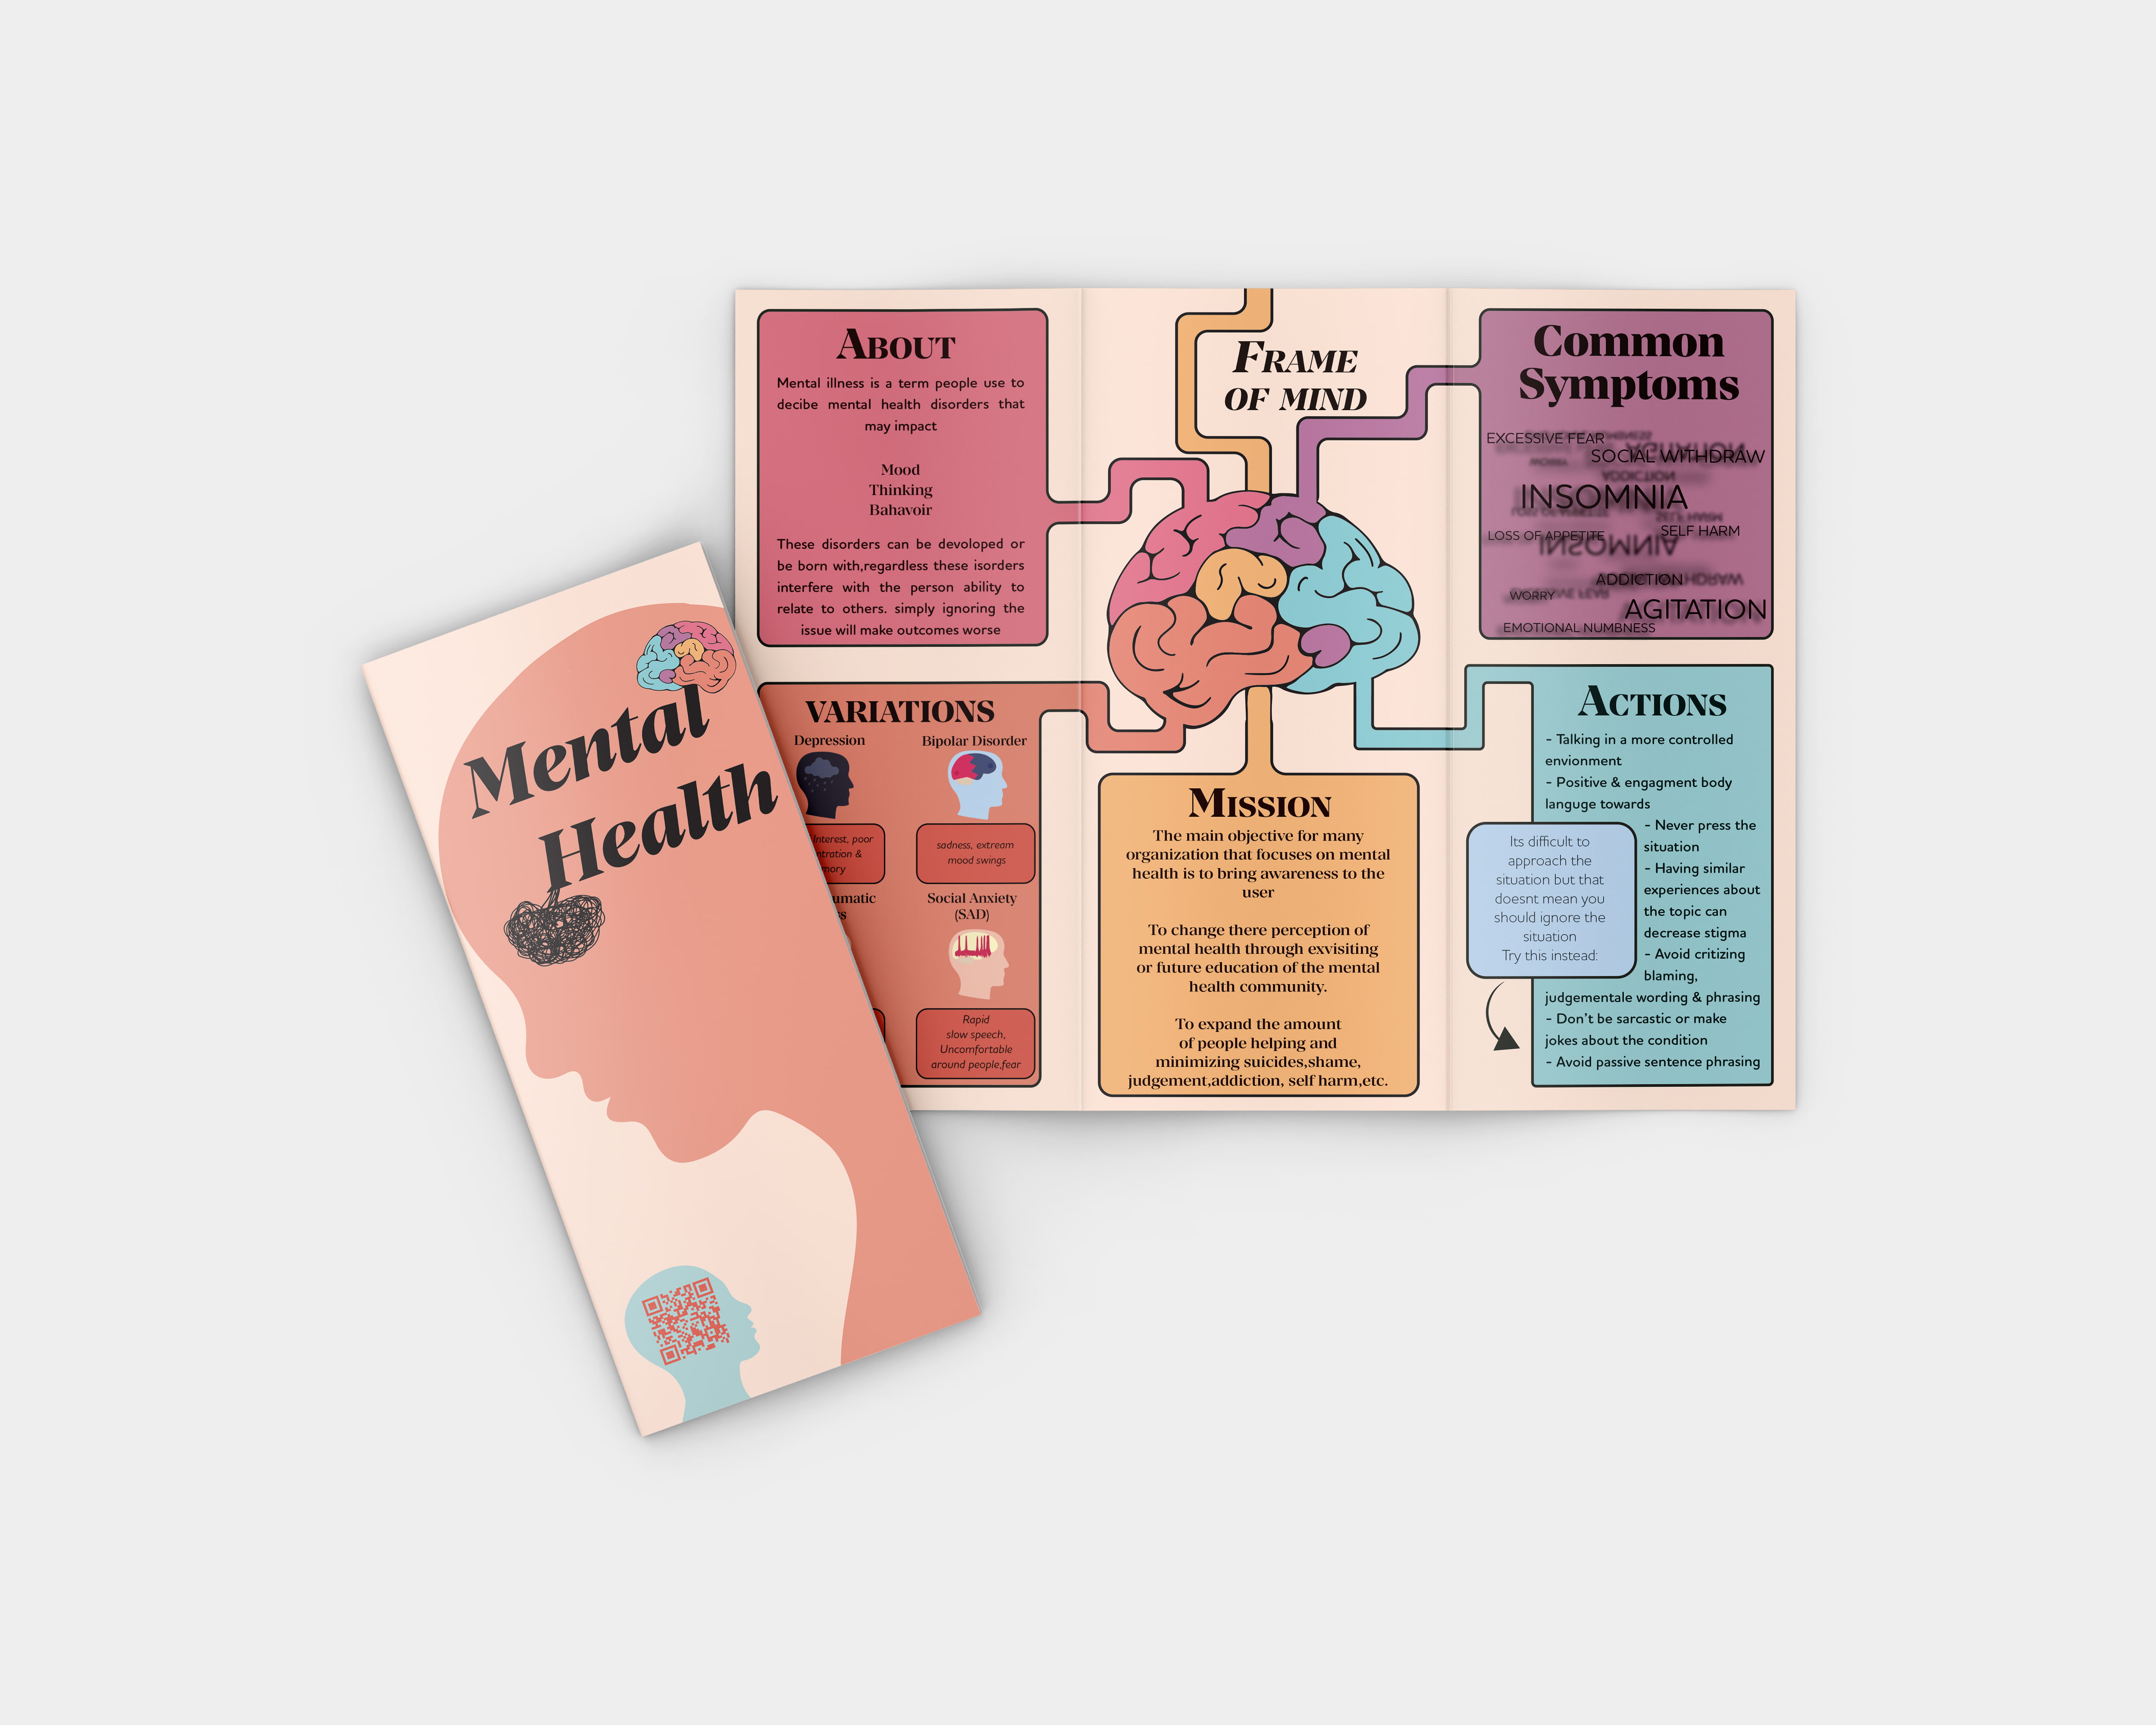 Mental
Health
ABOUT
Mental illness is a term people use to
decibe mental health disorders that
may impact
Mood
Thinking
Bahavoir
These disorders can be devoloped or
be born with,regardless these isorders
interfere with the person ability to
relate to others. simply ignoring the
issue will make outcomes worse
VARIATIONS
Depression
Bipolar Disorder
Interest, poor
sadness, extream
mood swings
Social Anxiety
(SAD)
Rapid
slow speech,
Uncomfortable
around people,fear
FRAME
OF MIND
MISSION
The main objective for many
organization that focuses on mental
health is to bring awareness to the
user
To change there perception of
mental health through exvisiting
or future education of the mental
health community.
To expand the amount
of people helping and
minimizing suicides,shame,
judgement,addiction, self harm,etc.
Common
Symptoms
EXCESSIVE FEAR
SOCIAL WITHDRAW
INSOMNIA
LOSS OF APPETITE
SELF HARM
ADDICTION
WORRY
AGITATION
EMOTIONAL NUMBNESS
ACTIONS
- Talking in a more controlled
envionment
- Positive & engagment body
languge towards
- Never press the
situation
- Having similar
experiences about
the topic can
decrease stigma
- Avoid critizing
blaming,
judgementale wording & phrasing
- Don't be sarcastic or make
jokes about the condition
- Avoid passive sentence phrasing
Its difficult to
approach the
situation but that
doesnt mean you
should ignore the
situation
Try this instead: